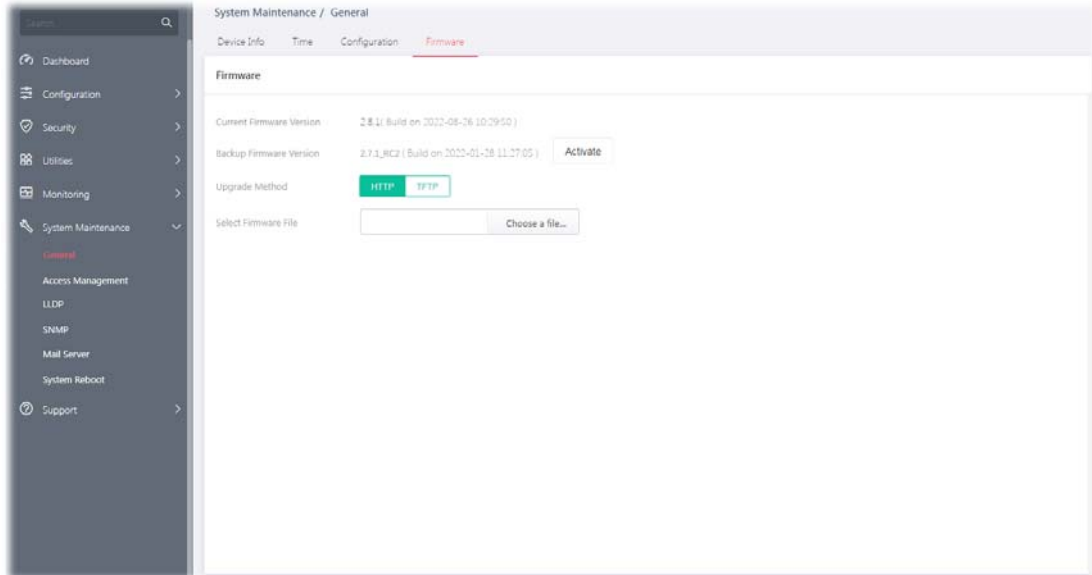 Search
System Maintenance / General
Device Info Time Configuration Firmware
Dashboard
Configuration
Security
Utilities
Monitoring
System Maintenance
General
Access Management
LLDP
SNMP
Mail Server
System Reboot
Support
Firmware
Current Firmware Version 2.8.1( Build on 2022-08-26 10:29:50 )
Backup Firmware Version 2.7.1_RC2 ( Build on 2022-01-28 11:27:05 ) Activate
Upgrade Method HTTP TFTP
Select Firmware File Choose a file...